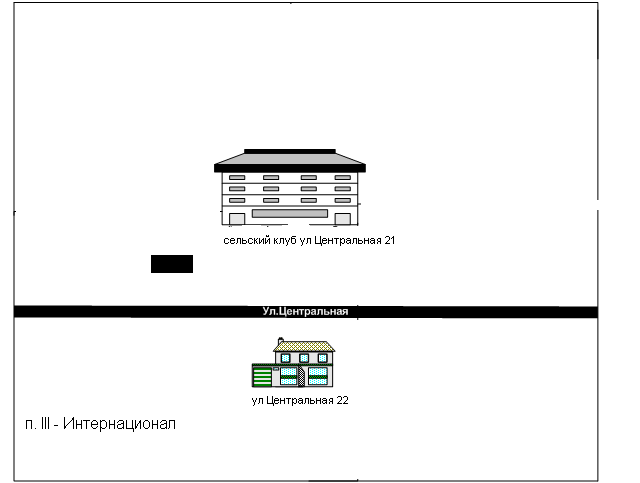 сельский клуб ул Центральная 21
Ул.Центральная
ул Центральная 22
п. III - Интернационал